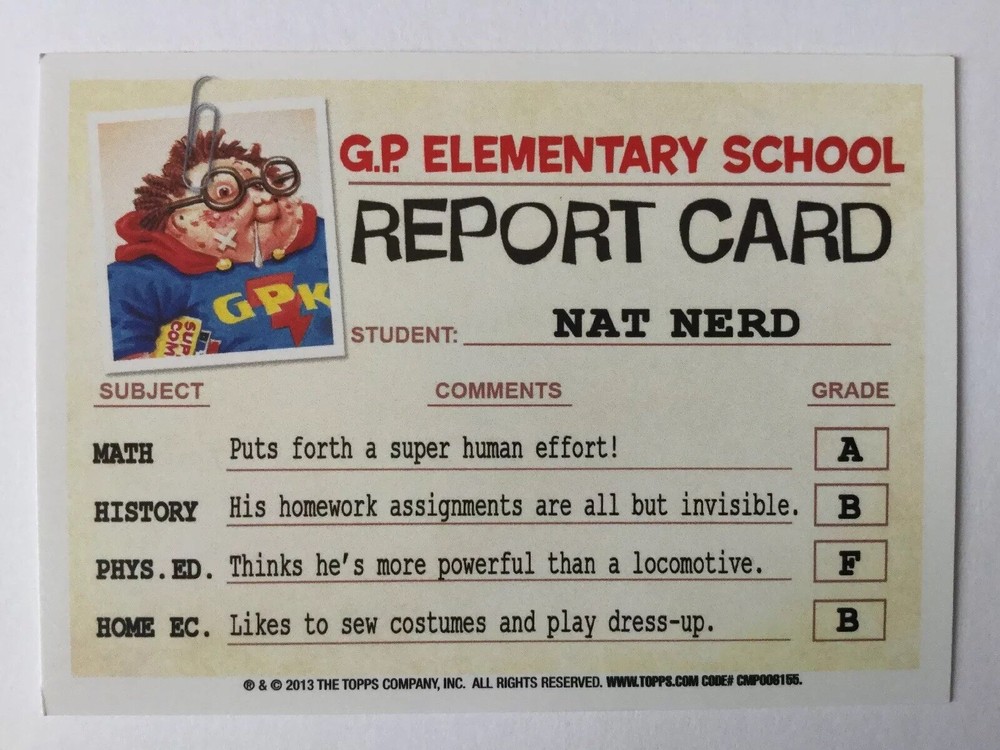 G.P. ELEMENTARY SCHOOL
REPORT CARD
GPK
SUP
COM
STUDENT: NAT NERD
SUBJECT COMMENTS GRADE
MATH Puts forth a super human effort! A
HISTORY His homework assignments are all but invisible. B
PHYS.ED. Thinks he's more powerful than a locomotive. F
HOME EC. Likes to sew costumes and play dress-up. B
® & © 2013 THE TOPPS COMPANY, INC. ALL RIGHTS RESERVED. WWW.TOPPS.COM CODE# CMP006155.